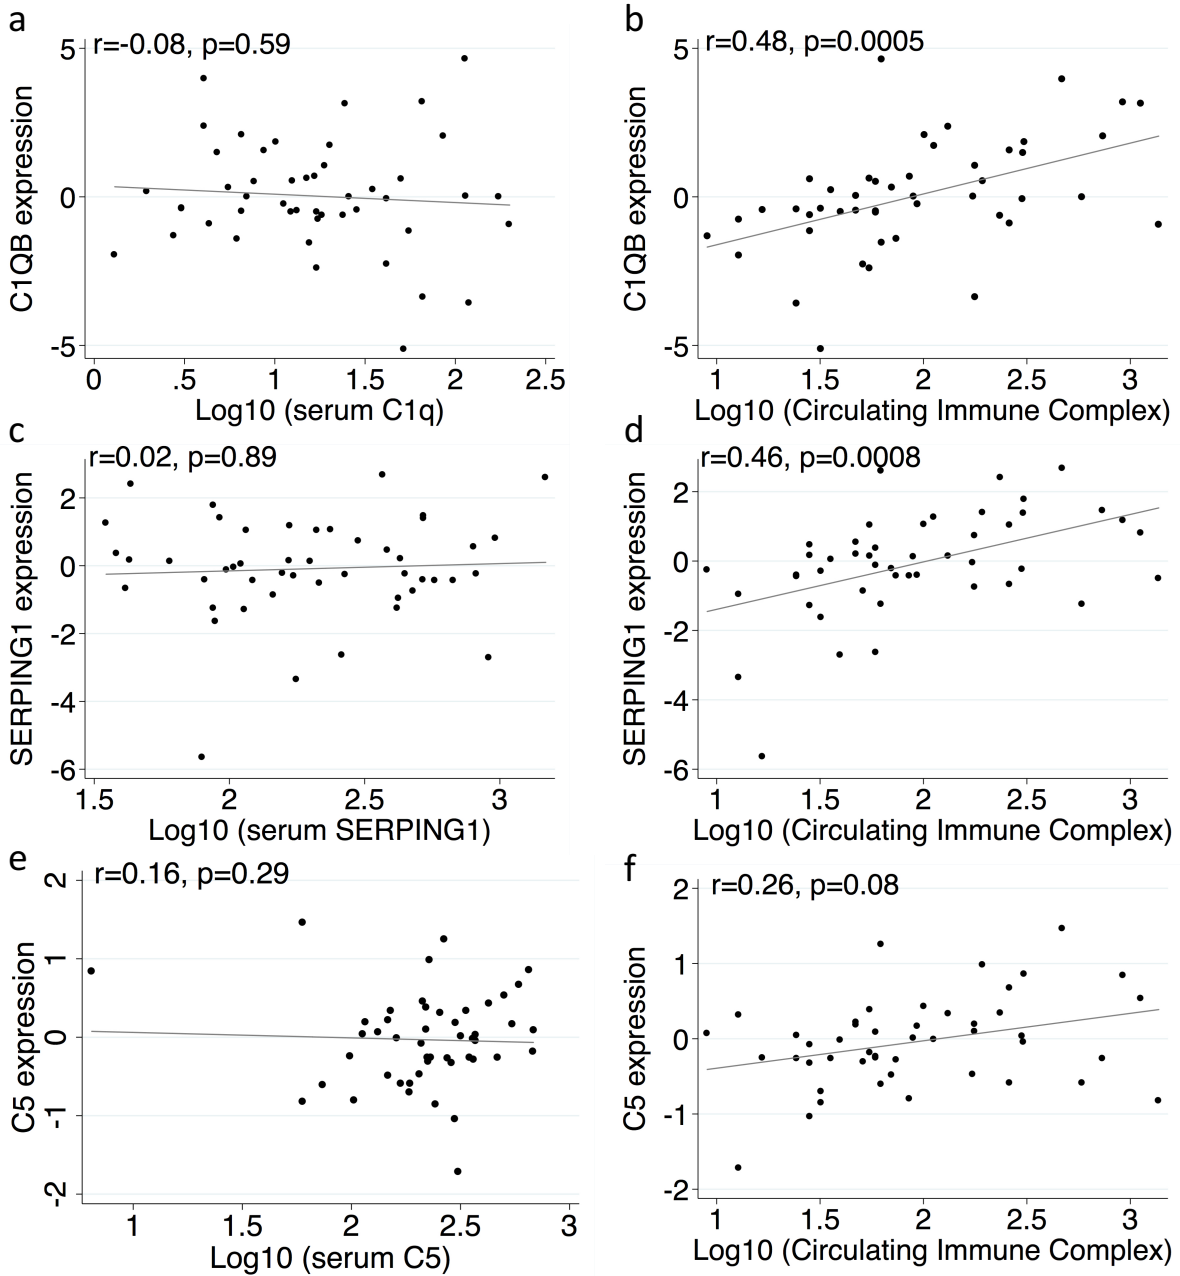 a
r=-0.08, p=0.59
C1QB expression
5
0
-5
0 .5 1 1.5 2 2.5
Log10 (serum C1q)
b
r=0.48, p=0.0005
C1QB expression
5
0
-5
1 1.5 2 2.5 3
Log10 (Circulating Immune Complex)
c
r=0.02, p=0.89
SERPING1 expression
2
0
-2
-4
-6
1.5 2 2.5 3
Log10 (serum SERPING1)
d
r=0.46, p=0.0008
SERPING1 expression
2
0
-2
-4
-6
1 1.5 2 2.5 3
Log10 (Circulating Immune Complex)
e
r=0.16, p=0.29
C5 expression
2
1
0
-1
-2
1 1.5 2 2.5 3
Log10 (serum C5)
f
r=0.26, p=0.08
C5 expression
2
1
0
-1
-2
1 1.5 2 2.5 3
Log10 (Circulating Immune Complex)